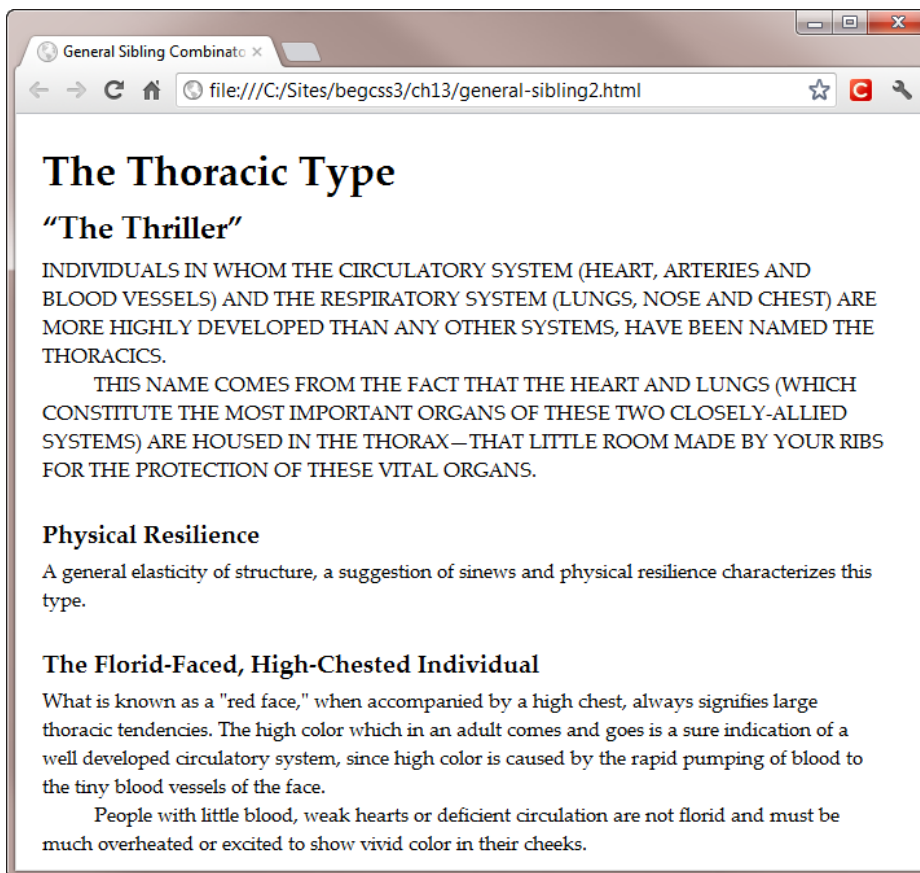 General Sibling Combinato
file:///C:/Sites/begcss3/ch13/general-sibling2.html
The Thoracic Type
“The Thriller”
INDIVIDUALS IN WHOM THE CIRCULATORY SYSTEM (HEART, ARTERIES AND
BLOOD VESSELS) AND THE RESPIRATORY SYSTEM (LUNGS, NOSE AND CHEST) ARE
MORE HIGHLY DEVELOPED THAN ANY OTHER SYSTEMS, HAVE BEEN NAMED THE
THORACICS.
THIS NAME COMES FROM THE FACT THAT THE HEART AND LUNGS (WHICH
CONSTITUTE THE MOST IMPORTANT ORGANS OF THESE TWO CLOSELY-ALLIED
SYSTEMS) ARE HOUSED IN THE THORAX—THAT LITTLE ROOM MADE BY YOUR RIBS
FOR THE PROTECTION OF THESE VITAL ORGANS.
Physical Resilience
A general elasticity of structure, a suggestion of sinews and physical resilience characterizes this
type.
The Florid-Faced, High-Chested Individual
What is known as a "red face," when accompanied by a high chest, always signifies large
thoracic tendencies. The high color which in an adult comes and goes is a sure indication of a
well developed circulatory system, since high color is caused by the rapid pumping of blood to
the tiny blood vessels of the face.
People with little blood, weak hearts or deficient circulation are not florid and must be
much overheated or excited to show vivid color in their cheeks.